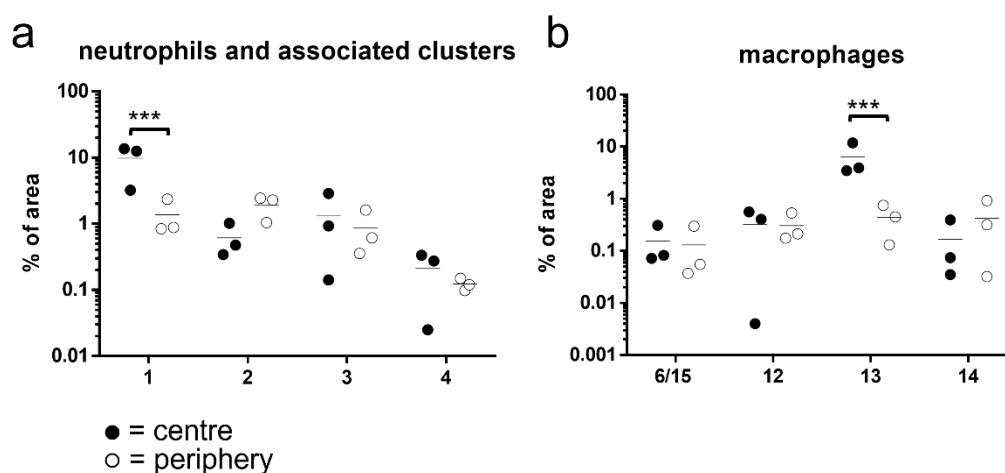 a
neutrophils and associated clusters
% of area
100
10
1
0.1
0.01
***
1 2 3 4
b
macrophages
% of area
100
10
1
0.1
0.01
0.001
***
6/15 12 13 14
= centre
= periphery